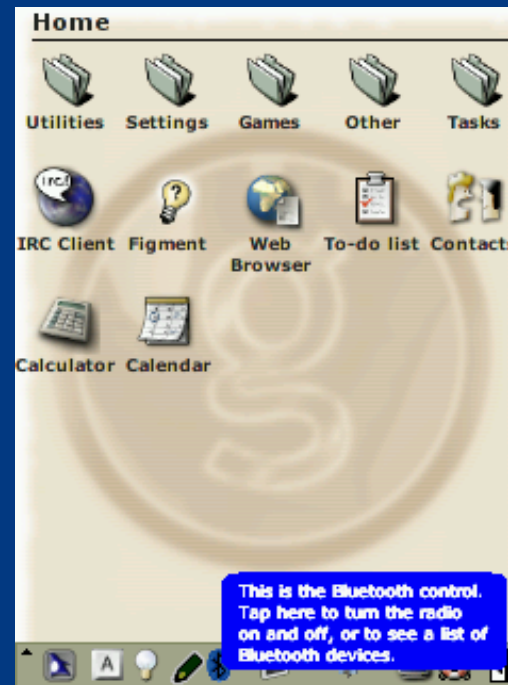 Home
Utilities Settings Games Other Tasks
IRC Client Figment Web Browser To-do list Contacts
Calculator Calendar
This is the Bluetooth control.
Tap here to turn the radio
on and off, or to see a list of
Bluetooth devices.
A